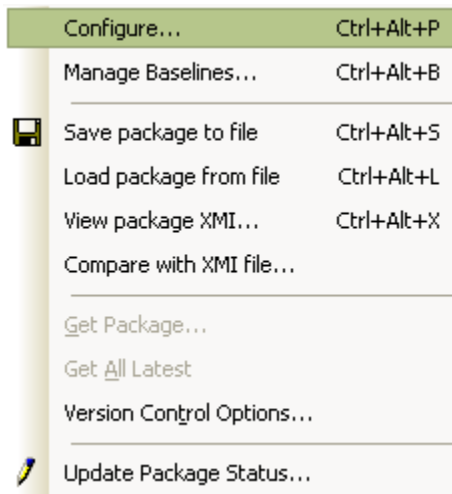 Configure... Ctrl+Alt+P
Manage Baselines... Ctrl+Alt+B
Save package to file Ctrl+Alt+S
Load package from file Ctrl+Alt+L
View package XMI... Ctrl+Alt+X
Compare with XMI file...
Get Package...
Get All Latest
Version Control Options...
Update Package Status...